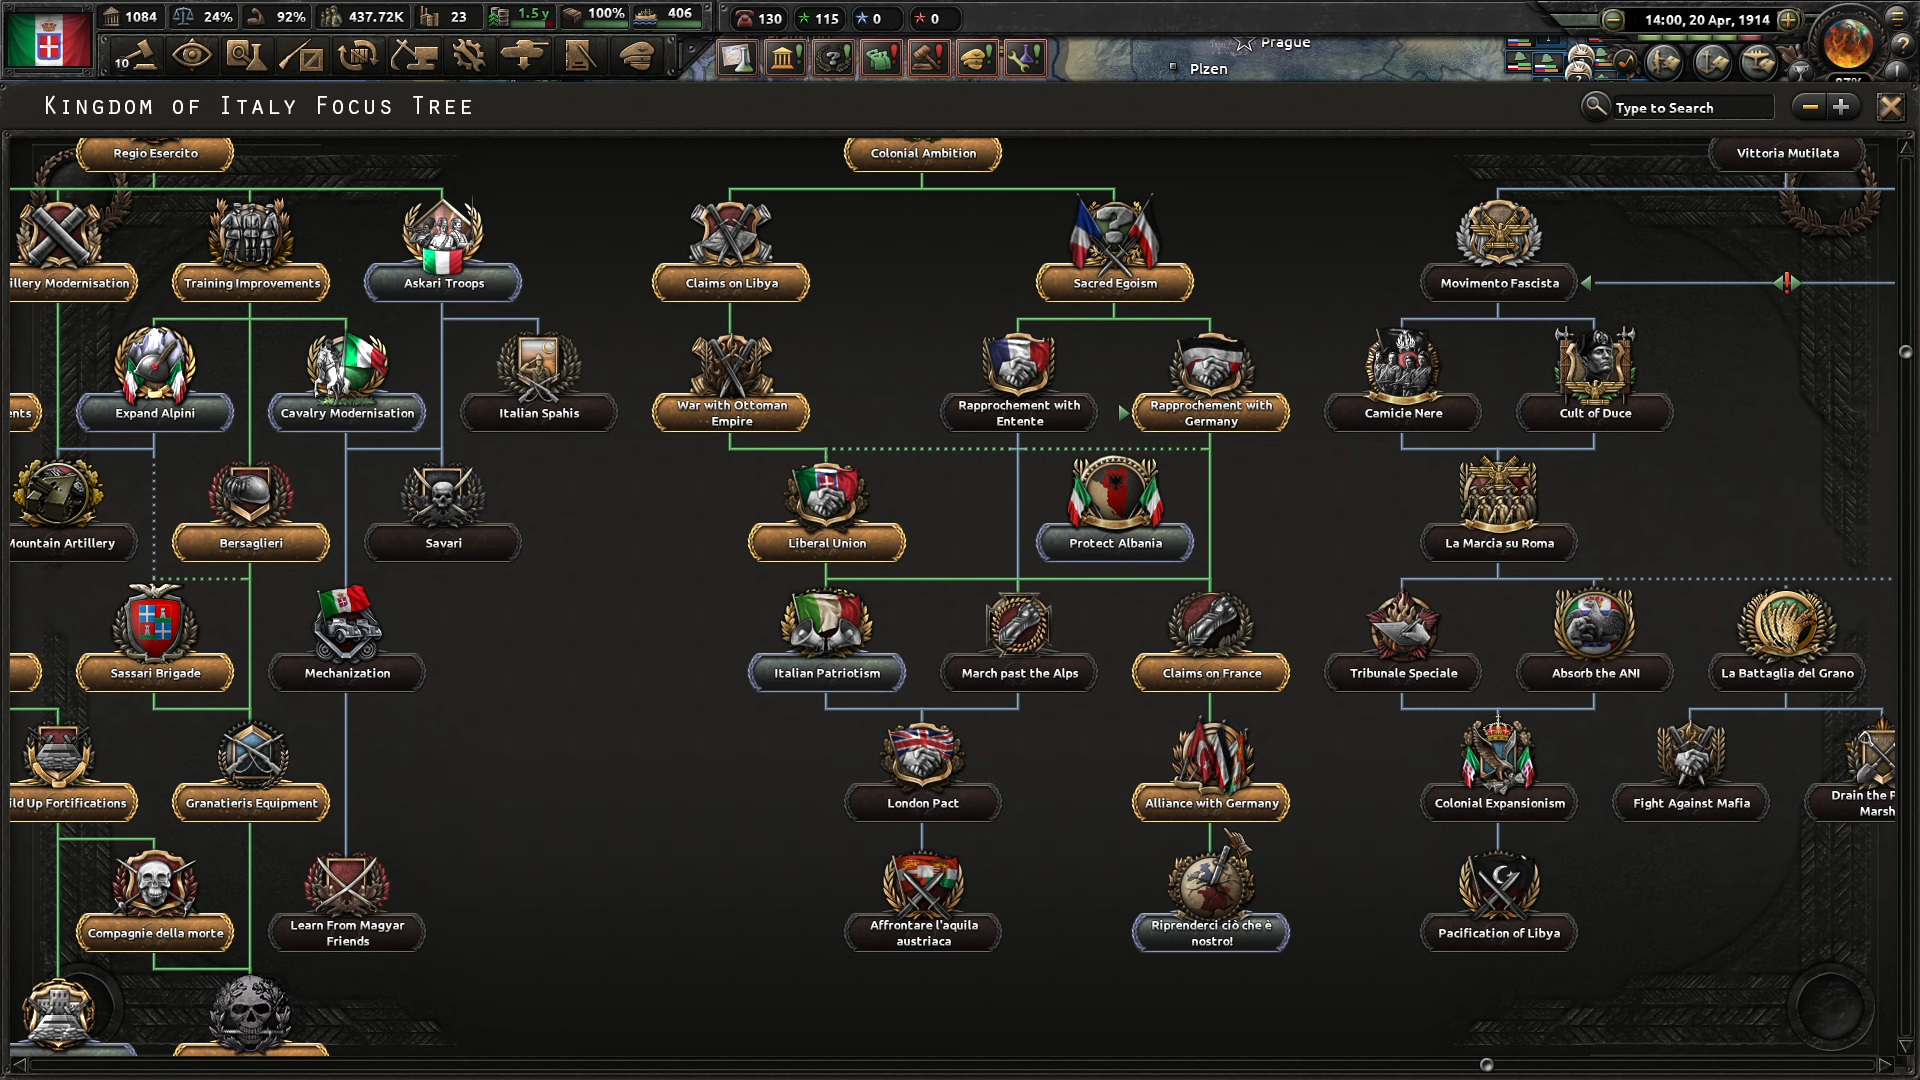 1084
24%
92%
437.72K
23
1.5 y
100%
406
130
115
0
0
14:00, 20 Apr, 1914
10
Prague
Plzen
Kingdom of Italy Focus Tree
Type to Search
Regio Esercito
Colonial Ambition
Vittoria Mutilata
illery Modernisation
Training Improvements
Askari Troops
Claims on Libya
Sacred Egoism
Movimento Fascista
ents
Expand Alpini
Cavalry Modernisation
Italian Spahis
War with Ottoman
Empire
Rapprochement with
Entente
Rapprochement with
Germany
Camicie Nere
Cult of Duce
Mountain Artillery
Bersaglieri
Savari
Liberal Union
Protect Albania
La Marcia su Roma
Sassari Brigade
Mechanization
Italian Patriotism
March past the Alps
Claims on France
Tribunale Speciale
Absorb the ANI
La Battaglia del Grano
ild Up Fortifications
Granatieris Equipment
London Pact
Alliance with Germany
Colonial Expansionism
Fight Against Mafia
Drain the P
Marsh
Compagnie della morte
Learn From Magyar
Friends
Affrontare l'aquila
austriaca
Riprenderci ciò che è
nostro!
Pacification of Libya